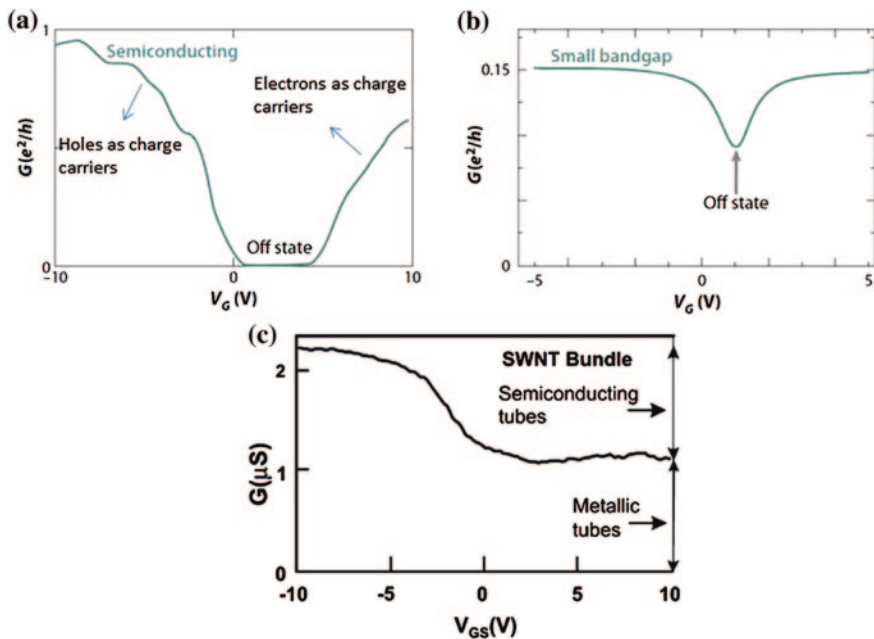 (a)
1
Semiconducting
Electrons as charge
carriers
Holes as charge
carriers
G(e²/h)
Off state
0
−10
0
10
V_G (V)
(b)
Small bandgap
0.15
G(e²/h)
Off state
0.15
−5
0
5
V_G (V)
(c)
SWNT Bundle
2
Semiconducting
tubes
1
G(μS)
Metallic
tubes
0
-10
-5
0
5
10
V_GS(V)